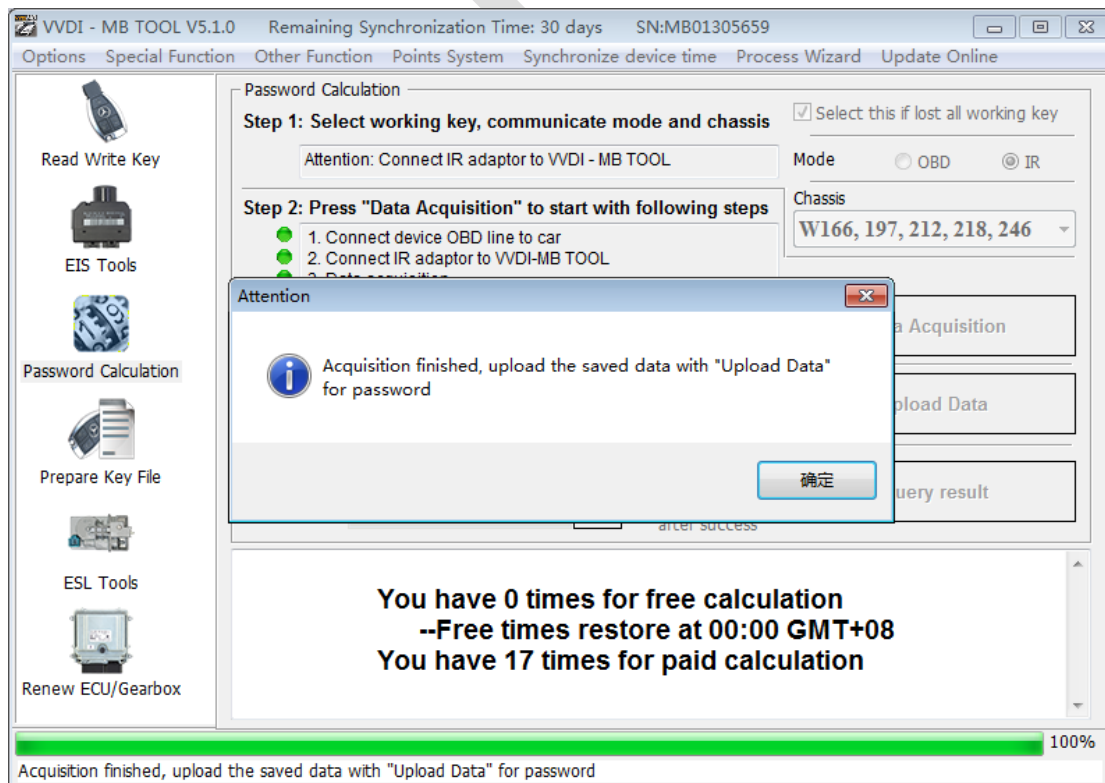 VVDI - MB TOOL V5.1.0 Remaining Synchronization Time: 30 days SN:MB01305659
Options Special Function Other Function Points System Synchronize device time Process Wizard Update Online
Read Write Key
EIS Tools
Password Calculation
Prepare Key File
ESL Tools
Renew ECU/Gearbox
Password Calculation
Step 1: Select working key, communicate mode and chassis
Attention: Connect IR adaptor to VVDI - MB TOOL
Select this if lost all working key
Mode OBD IR
Chassis
W166, 197, 212, 218, 246
Step 2: Press "Data Acquisition" to start with following steps
1. Connect device OBD line to car
2. Connect IR adaptor to VVDI-MB TOOL
Acquisition
Data
result
Attention
Acquisition finished, upload the saved data with "Upload Data"
for password
确定
You have 0 times for free calculation
--Free times restore at 00:00 GMT+08
You have 17 times for paid calculation
100%
Acquisition finished, upload the saved data with "Upload Data" for password